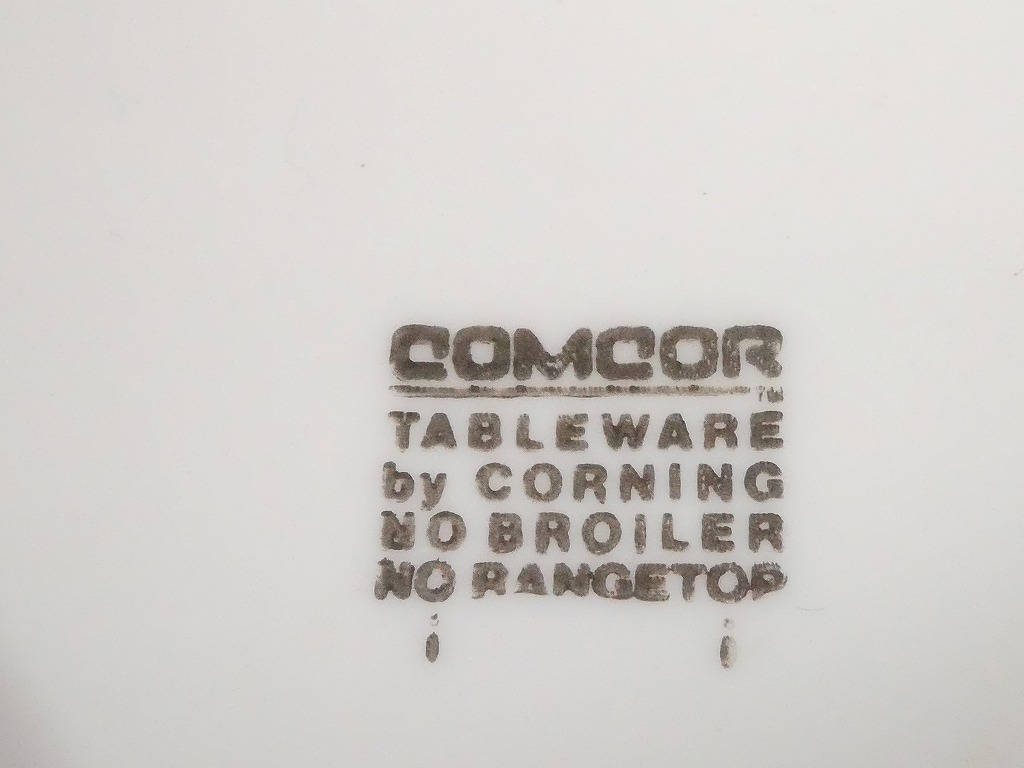 COMCOR
TM
TABLEWARE
by CORNING
NO BROILER
NO RANGETOP
i i